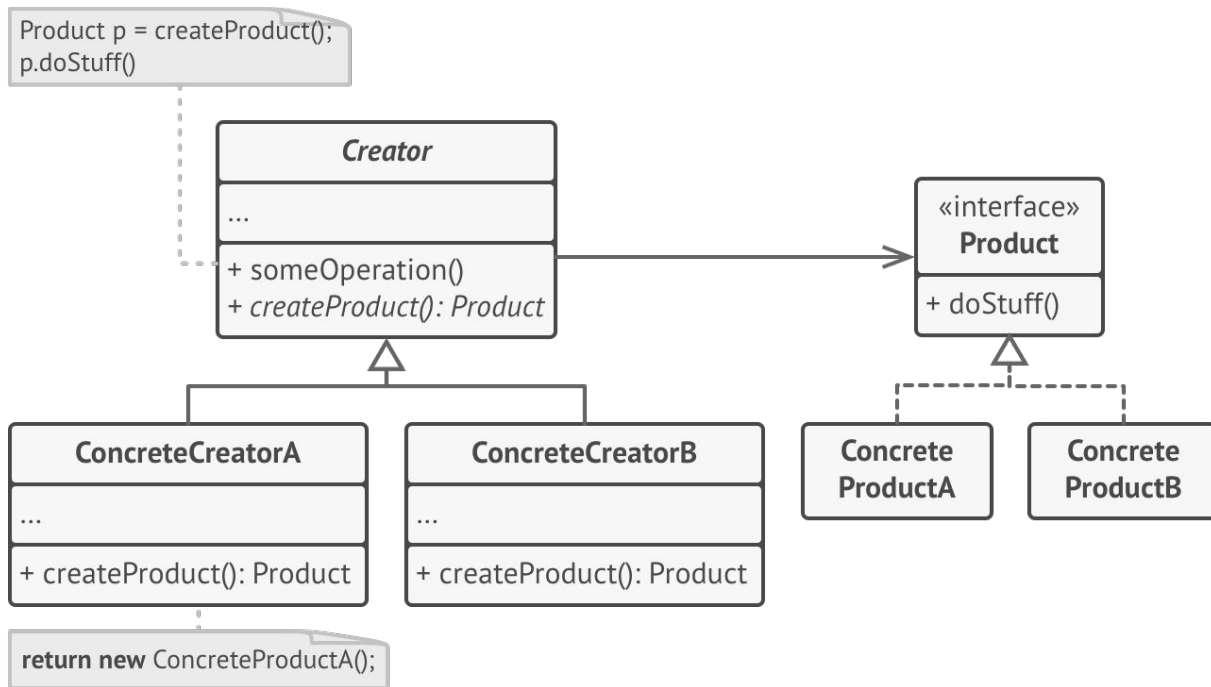 Product p = createProduct();
p.doStuff()
Creator
...
+ someOperation()
+ createProduct(): Product
«interface»
Product
+ doStuff()
ConcreteCreatorA
...
+ createProduct(): Product
ConcreteCreatorB
...
+ createProduct(): Product
Concrete
ProductA
Concrete
ProductB
return new ConcreteProductA();